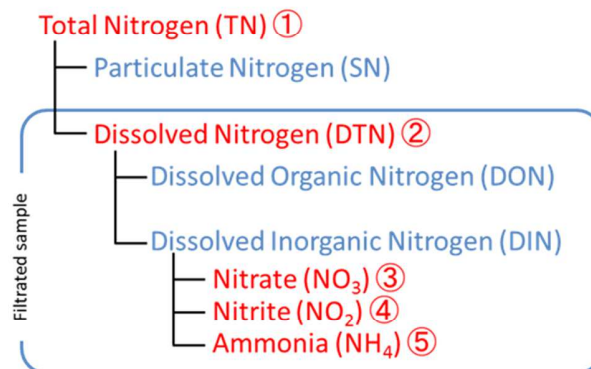 Total Nitrogen (TN) ①
Particulate Nitrogen (SN)
Dissolved Nitrogen (DTN) ②
Dissolved Organic Nitrogen (DON)
Dissolved Inorganic Nitrogen (DIN)
Nitrate (NO₃) ③
Nitrite (NO₂) ④
Ammonia (NH₄) ⑤
Filtrated sample